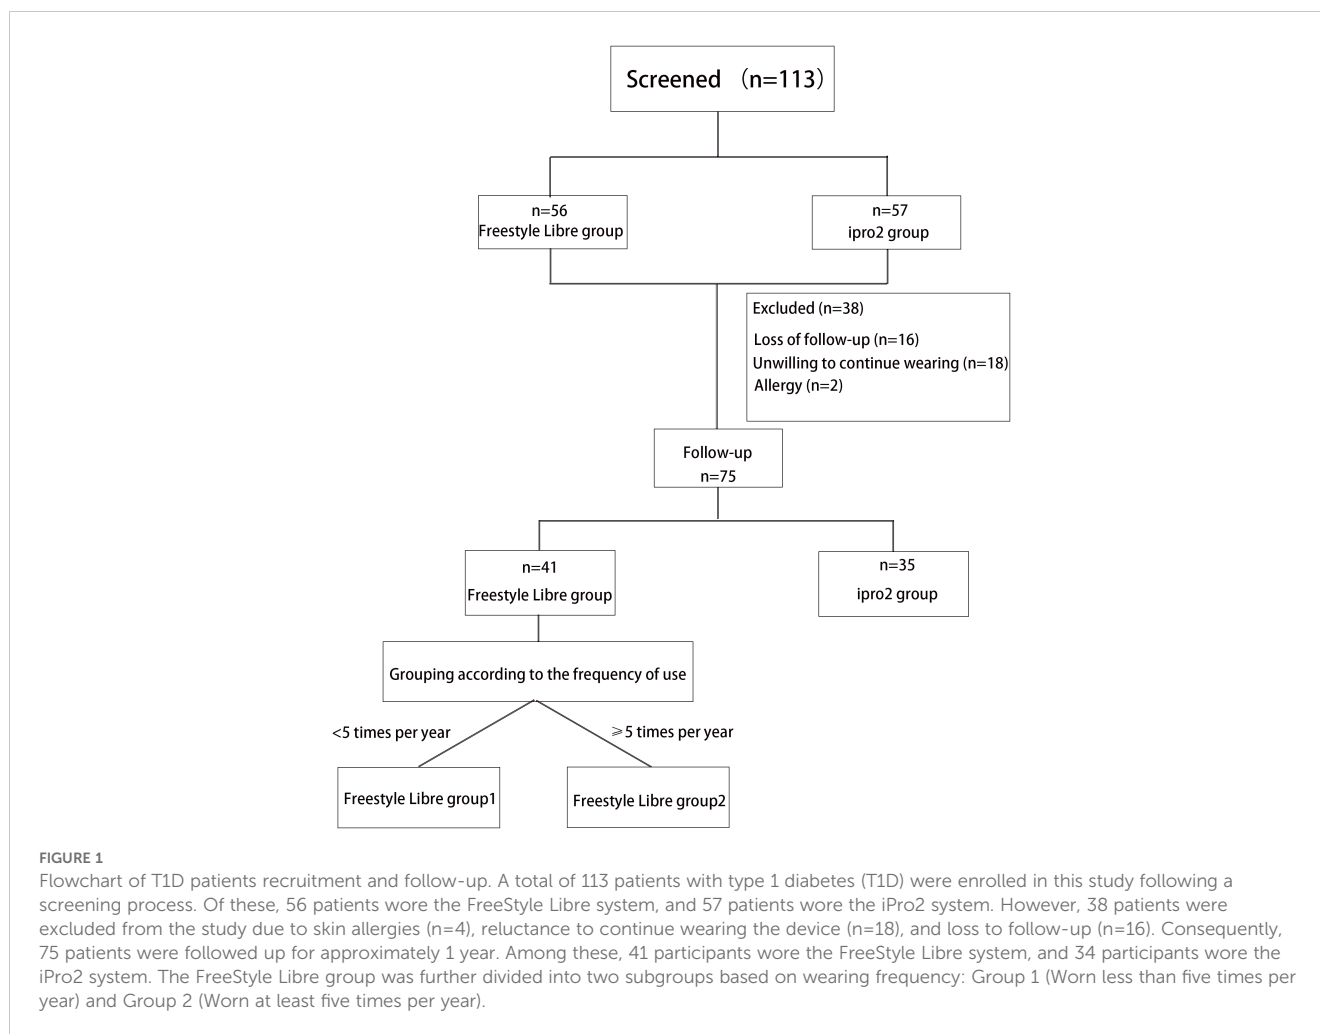 Screened （n=113）
n=56
Freestyle Libre group
n=57
ipro2 group
Excluded (n=38)
Loss of follow-up (n=16)
Unwilling to continue wearing (n=18)
Allergy (n=2)
Follow-up
n=75
n=41
Freestyle Libre group
n=35
ipro2 group
Grouping according to the frequency of use
<5 times per year
⩾5 times per year
Freestyle Libre group1
Freestyle Libre group2
FIGURE 1
Flowchart of T1D patients recruitment and follow-up. A total of 113 patients with type 1 diabetes (T1D) were enrolled in this study following a
screening process. Of these, 56 patients wore the FreeStyle Libre system, and 57 patients wore the iPro2 system. However, 38 patients were
excluded from the study due to skin allergies (n=4), reluctance to continue wearing the device (n=18), and loss to follow-up (n=16). Consequently,
75 patients were followed up for approximately 1 year. Among these, 41 participants wore the FreeStyle Libre system, and 34 participants wore the
iPro2 system. The FreeStyle Libre group was further divided into two subgroups based on wearing frequency: Group 1 (Worn less than five times per
year) and Group 2 (Worn at least five times per year).